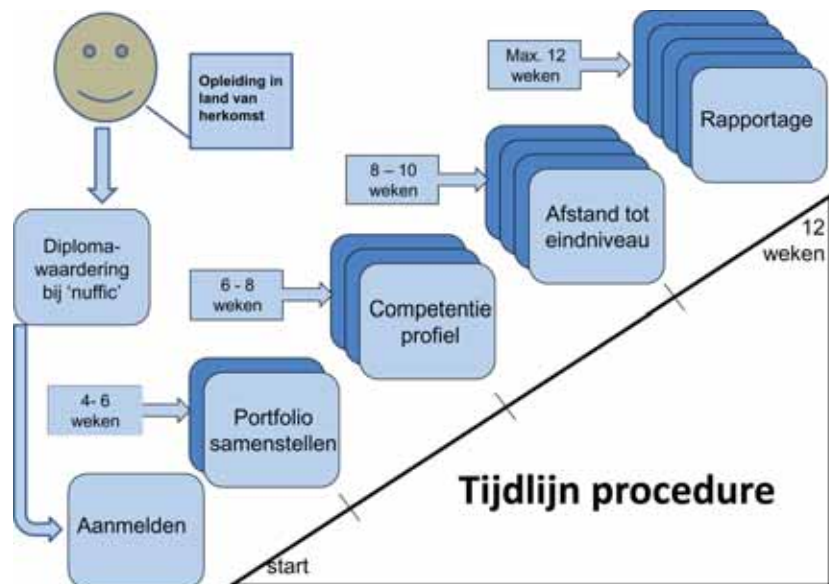 Opleiding in
land van
herkomst
Diploma-
waardering
bij ‘nuffic’
Aanmelden
4- 6
weken
Portfolio
samenstellen
6 - 8
weken
Competentie
profiel
8 – 10
weken
Afstand tot
eindniveau
Max. 12
weken
Rapportage
start
12
weken
Tijdlijn procedure